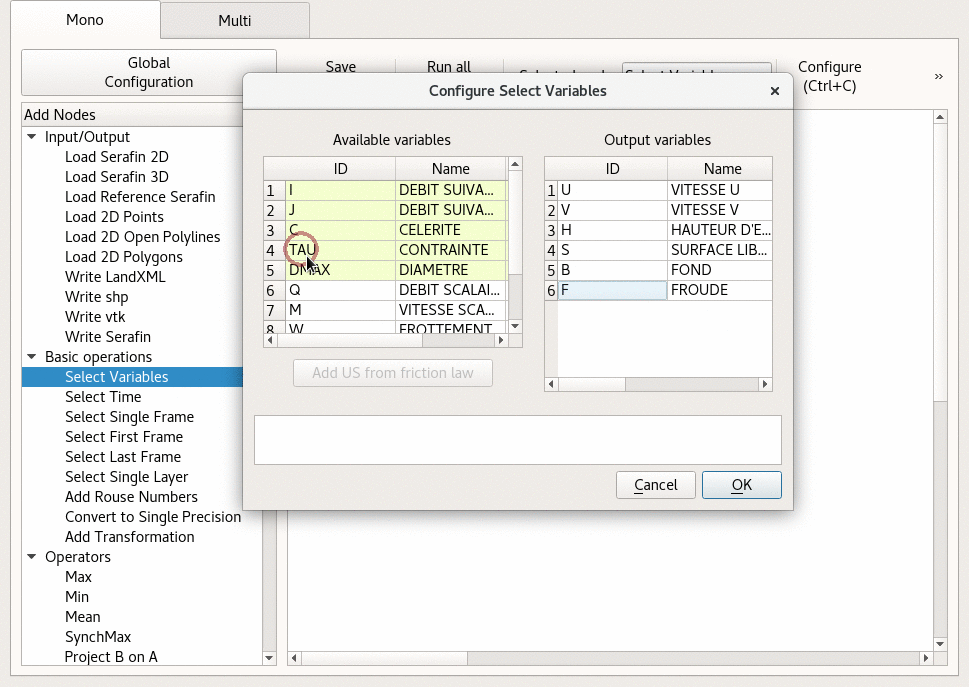 Mono
Multi
Global
Configuration
Save
Run all
Configure
(Ctrl+C)
»
Add Nodes
Input/Output
Load Serafin 2D
Load Serafin 3D
Load Reference Serafin
Load 2D Points
Load 2D Open Polylines
Load 2D Polygons
Write LandXML
Write shp
Write vtk
Write Serafin
Basic operations
Select Variables
Select Time
Select Single Frame
Select First Frame
Select Last Frame
Select Single Layer
Add Rouse Numbers
Convert to Single Precision
Add Transformation
Operators
Max
Min
Mean
SynchMax
Project B on A
Configure Select Variables
Available variables
ID Name
1 I DEBIT SUIVA...
2 J DEBIT SUIVA...
3 C CELERITE
4 TAU CONTRAINTE
5 DMAX DIAMETRE
6 Q DEBIT SCALAI...
7 M VITESSE SCA...
8 W FROTTEMENT
Add US from friction law
Output variables
ID Name
1 U VITESSE U
2 V VITESSE V
3 H HAUTEUR D'E...
4 S SURFACE LIB...
5 B FOND
6 F FROUDE
Cancel
OK